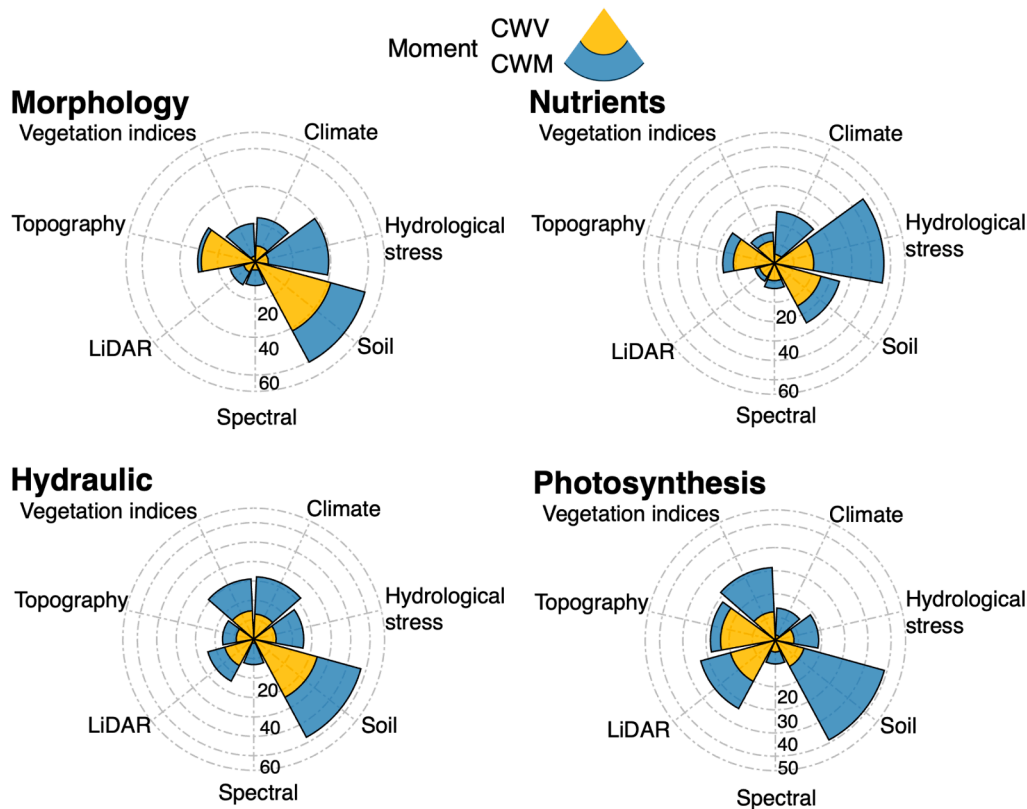 Moment
CWV
CWM
Morphology
Vegetation indices
Climate
Topography
Hydrological
stress
LiDAR
Soil
Spectral
20
40
60
Nutrients
Vegetation indices
Climate
Topography
Hydrological
stress
LiDAR
Soil
Spectral
20
40
60
Hydraulic
Vegetation indices
Climate
Topography
Hydrological
stress
LiDAR
Soil
Spectral
20
40
60
Photosynthesis
Vegetation indices
Climate
Topography
Hydrological
stress
LiDAR
Soil
Spectral
20
30
40
50